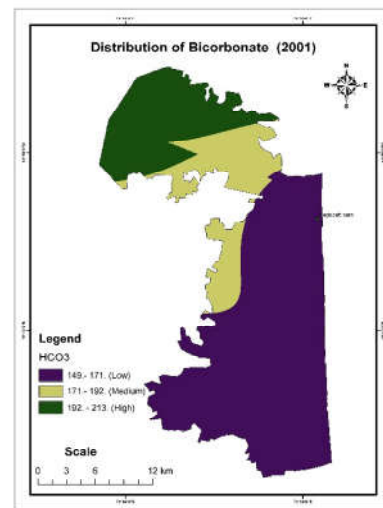 Distribution of Bicorbonate (2001)
N
W E
S
Legend
HCO3
149.- 171. (Low)
171.- 192. (Medium)
192. - 213. (High)
Scale
0 3 6 12 km